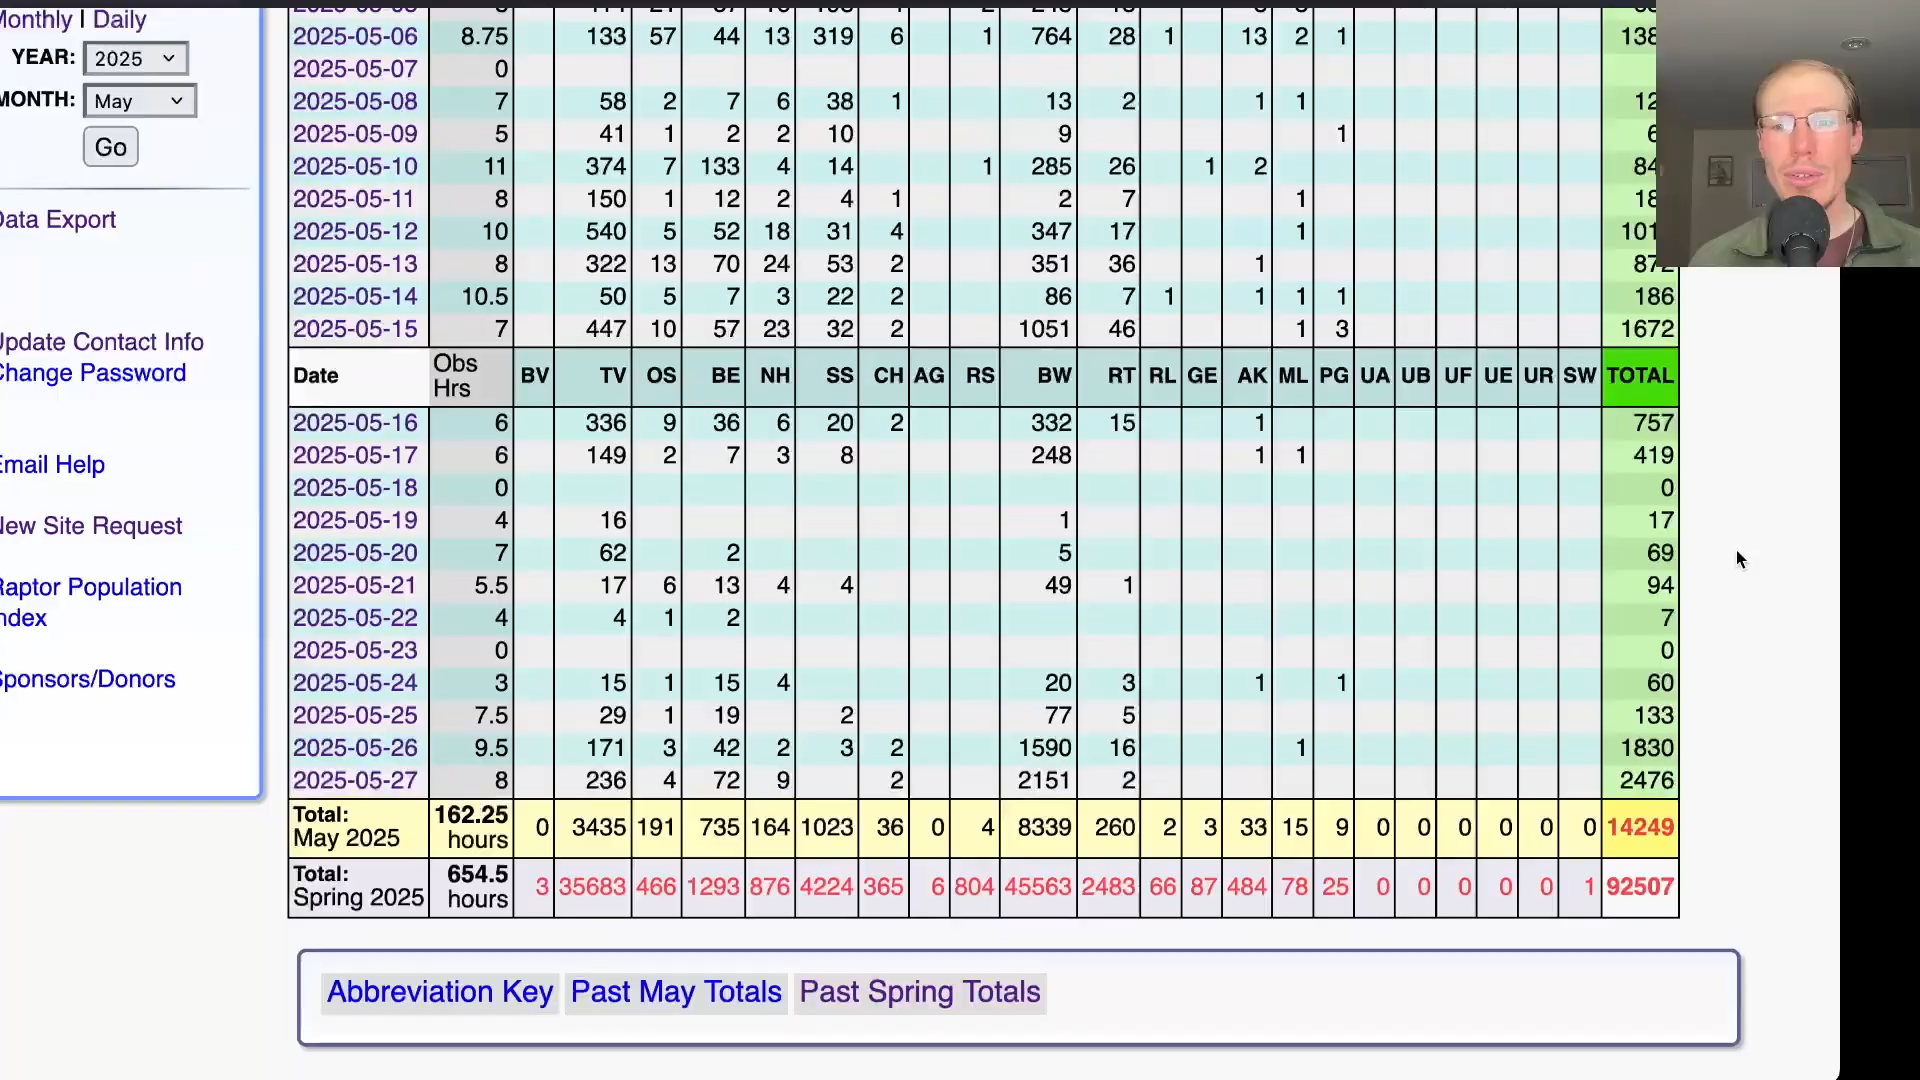 Monthly | Daily
YEAR: 2025
MONTH: May
Go
Data Export
Update Contact Info
Change Password
Email Help
New Site Request
Raptor Population
Index
Sponsors/Donors
2025-05-06 8.75 133 57 44 13 319 6 1 764 28 1 13 2 1 138
2025-05-07 0
2025-05-08 7 58 2 7 6 38 1 13 2 1 1 12
2025-05-09 5 41 1 2 2 10 9 1 6
2025-05-10 11 374 7 133 4 14 1 285 26 1 2 84
2025-05-11 8 150 1 12 2 4 1 2 7 1 18
2025-05-12 10 540 5 52 18 31 4 347 17 1 101
2025-05-13 8 322 13 70 24 53 2 351 36 1 872
2025-05-14 10.5 50 5 7 3 22 2 86 7 1 1 1 1 186
2025-05-15 7 447 10 57 23 32 2 1051 46 1 3 1672
Date Obs Hrs BV TV OS BE NH SS CH AG RS BW RT RL GE AK ML PG UA UB UF UE UR SW TOTAL
2025-05-16 6 336 9 36 6 20 2 332 15 1 757
2025-05-17 6 149 2 7 3 8 248 1 1 419
2025-05-18 0 0
2025-05-19 4 16 1 17
2025-05-20 7 62 2 5 69
2025-05-21 5.5 17 6 13 4 4 49 1 94
2025-05-22 4 4 1 2 7
2025-05-23 0 0
2025-05-24 3 15 1 15 4 20 3 1 1 60
2025-05-25 7.5 29 1 19 2 77 5 133
2025-05-26 9.5 171 3 42 2 3 2 1590 16 1 1830
2025-05-27 8 236 4 72 9 2 2151 2 2476
Total: May 2025 162.25 hours 0 3435 191 735 164 1023 36 0 4 8339 260 2 3 33 15 9 0 0 0 0 0 0 14249
Total: Spring 2025 654.5 hours 3 35683 466 1293 876 4224 365 6 804 45563 2483 66 87 484 78 25 0 0 0 0 0 1 92507
Abbreviation Key Past May Totals Past Spring Totals